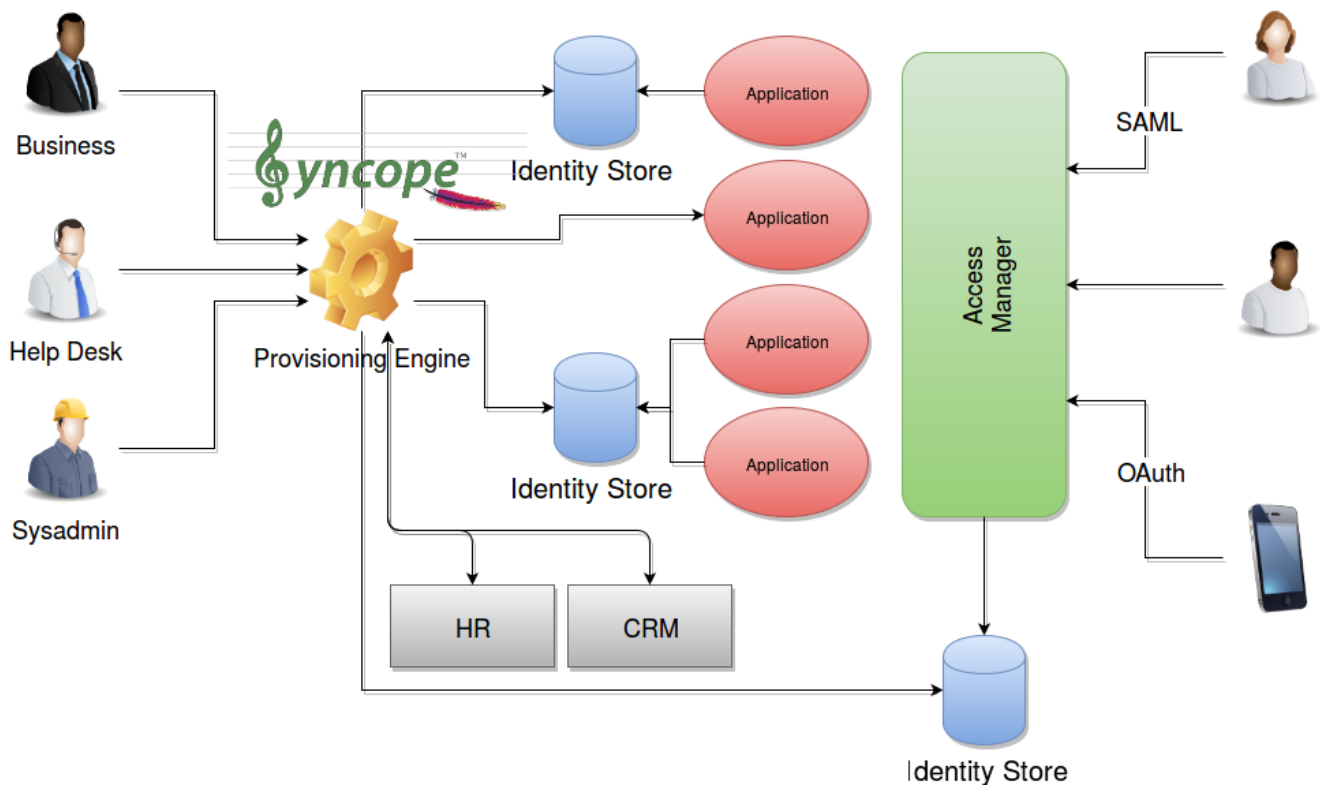 Business
Help Desk
Sysadmin
Syncope™
Provisioning Engine
Identity Store
Application
Application
Application
Application
Identity Store
HR
CRM
Access
Manager
SAML
OAuth
Identity Store